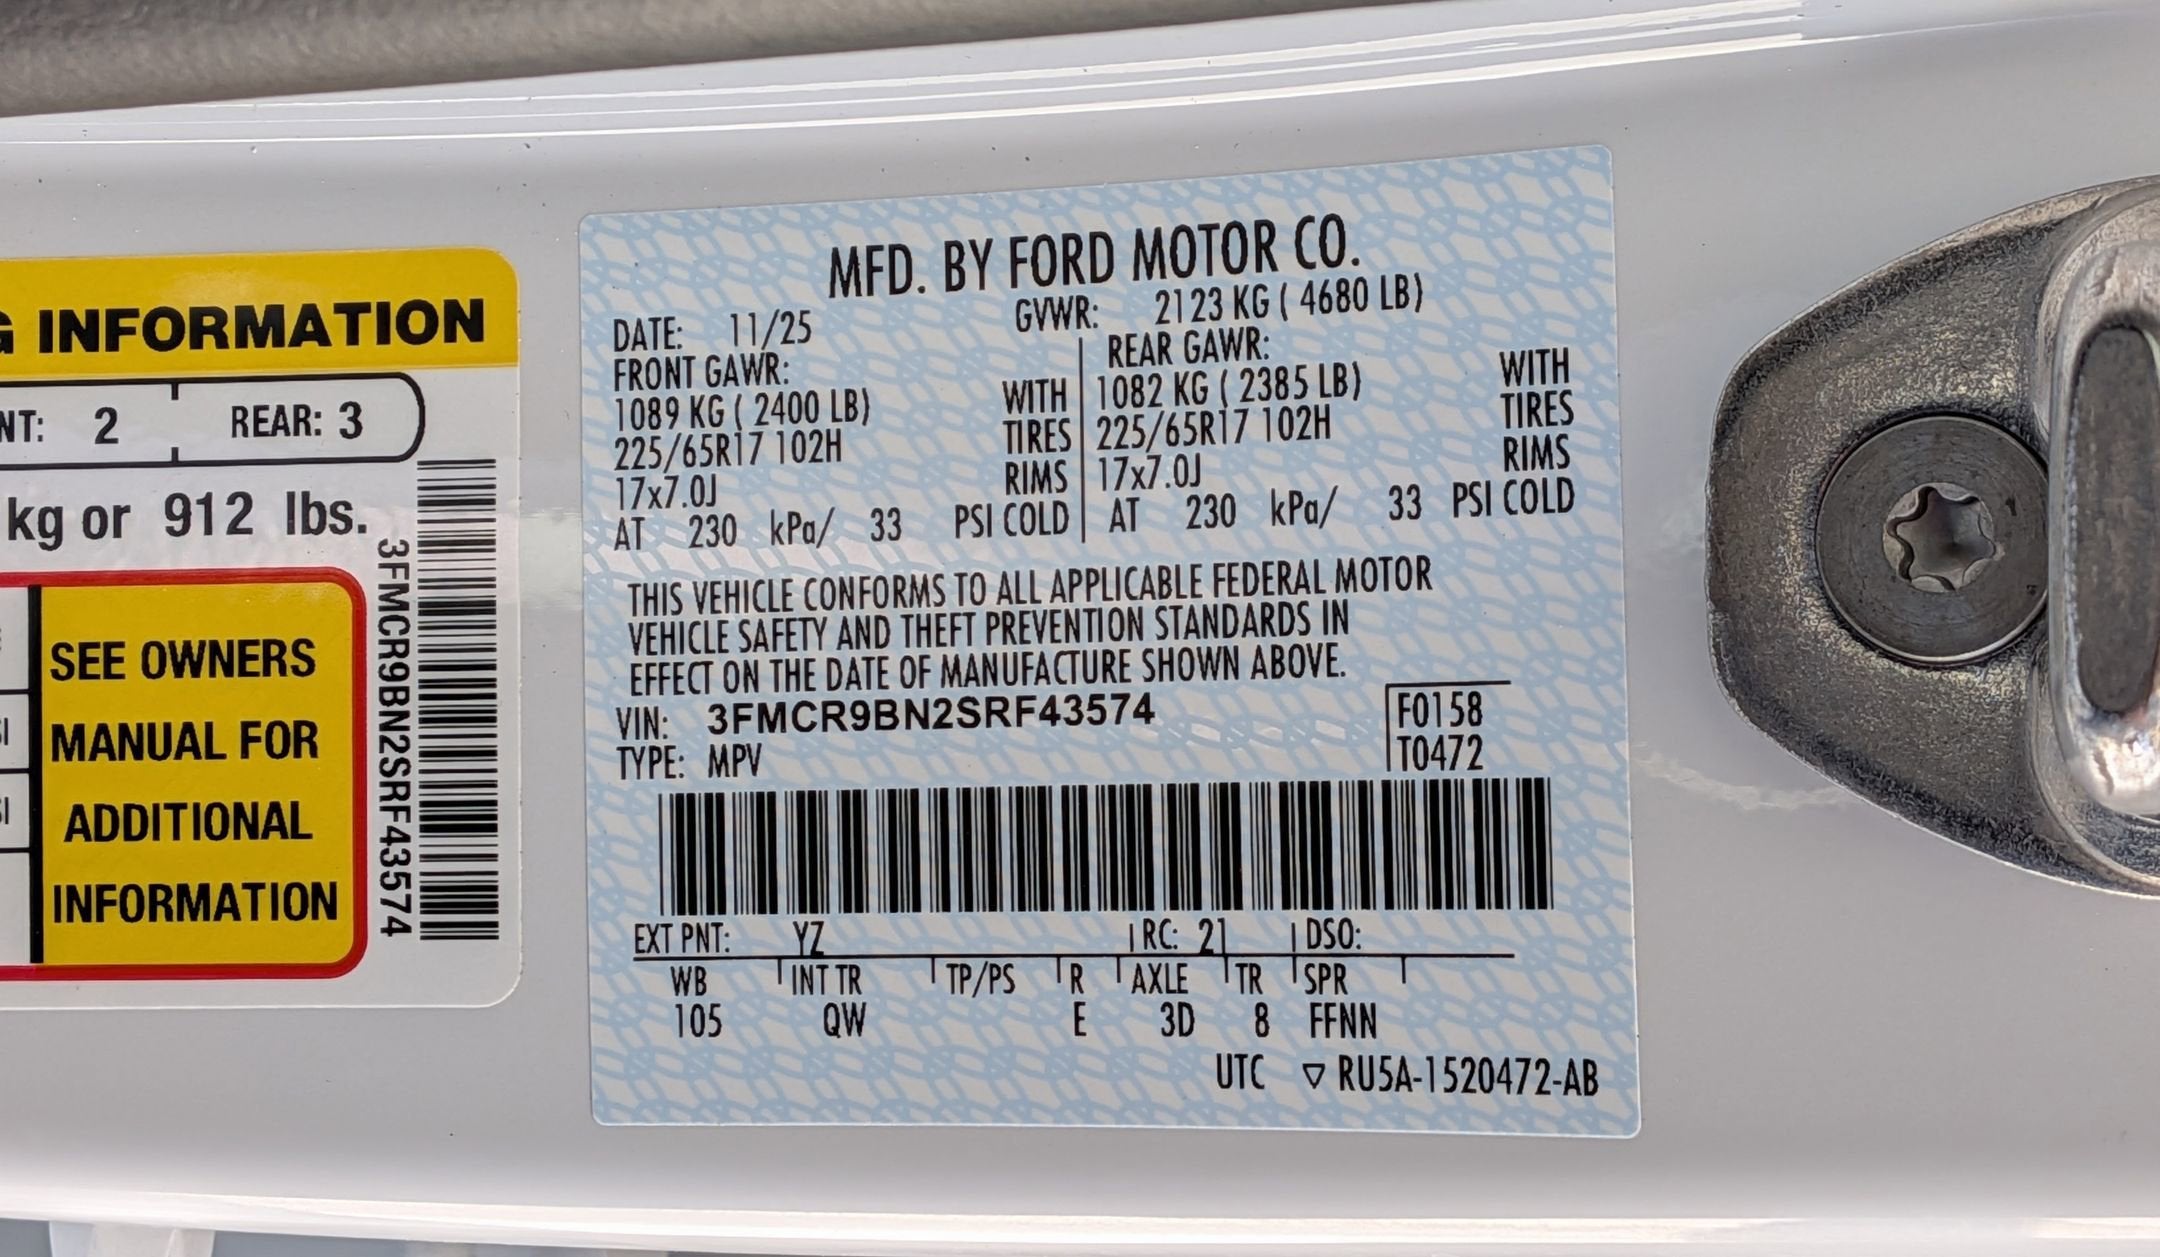 G INFORMATION
NT: 2 REAR: 3
kg or 912 lbs.
SEE OWNERS
MANUAL FOR
ADDITIONAL
INFORMATION
3FMCR9BN2SRF43574
MFD. BY FORD MOTOR CO.
DATE: 11/25 GVWR: 2123 KG ( 4680 LB)
FRONT GAWR: REAR GAWR:
1089 KG ( 2400 LB) WITH 1082 KG ( 2385 LB) WITH
225/65R17 102H TIRES 225/65R17 102H TIRES
17x7.0J RIMS 17x7.0J RIMS
AT 230 kPa/ 33 PSI COLD AT 230 kPa/ 33 PSI COLD
THIS VEHICLE CONFORMS TO ALL APPLICABLE FEDERAL MOTOR
VEHICLE SAFETY AND THEFT PREVENTION STANDARDS IN
EFFECT ON THE DATE OF MANUFACTURE SHOWN ABOVE.
VIN: 3FMCR9BN2SRF43574 F0158
TYPE: MPV T0472
EXT PNT: YZ RC: 21 DSO:
WB INT TR TP/PS R AXLE TR SPR
105 QW E 3D 8 FFNN
UTC ▽ RU5A-1520472-AB